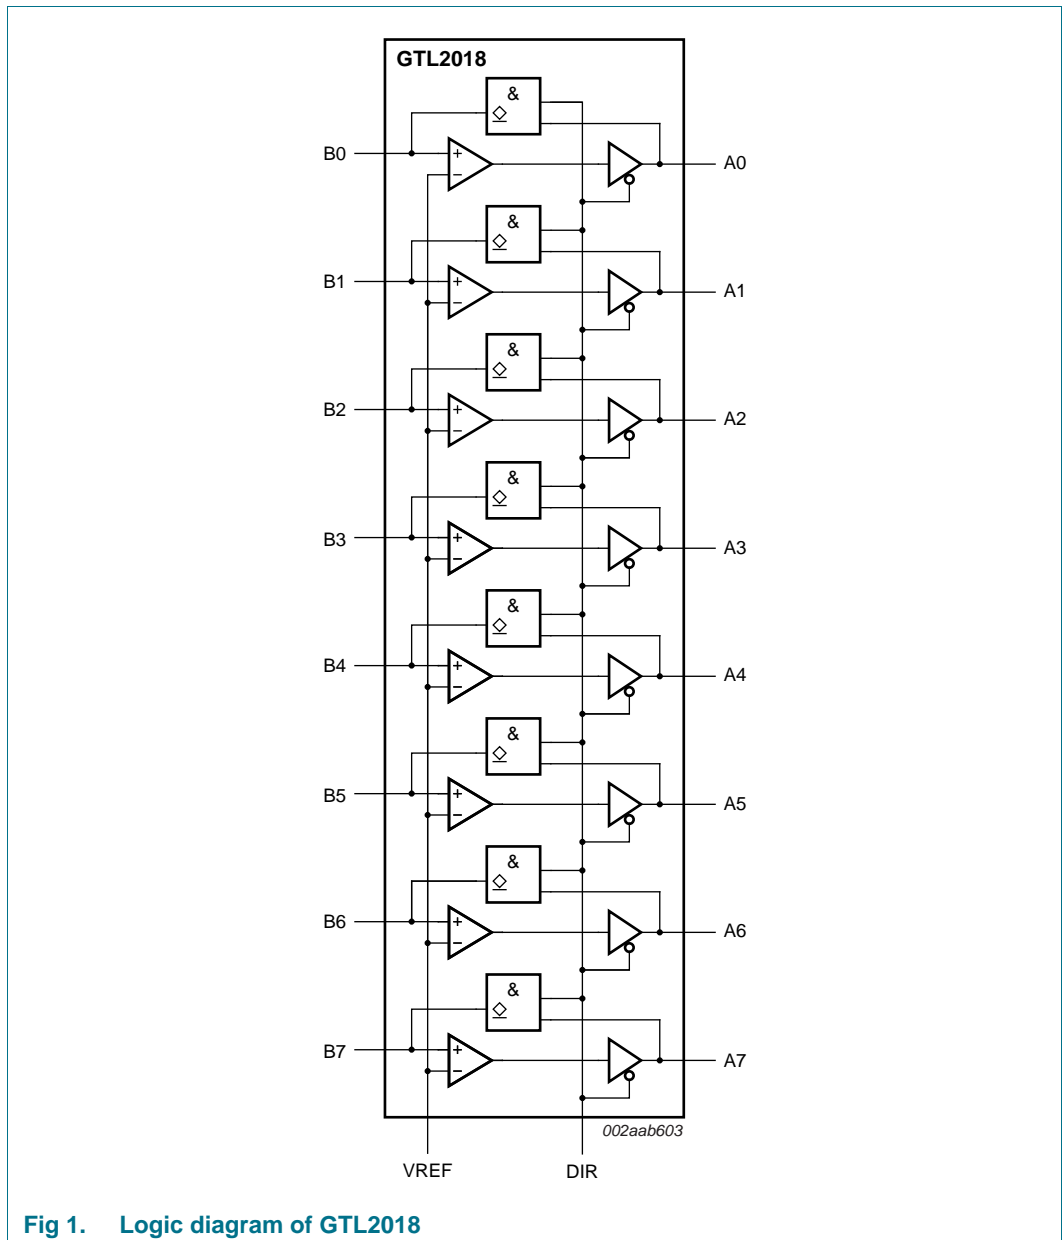 GTL2018
&
B0
+
−
A0
&
B1
+
−
A1
&
B2
+
−
A2
&
B3
+
−
A3
&
B4
+
−
A4
&
B5
+
−
A5
&
B6
+
−
A6
&
B7
+
−
A7
002aab603
VREF
DIR
Fig 1. Logic diagram of GTL2018